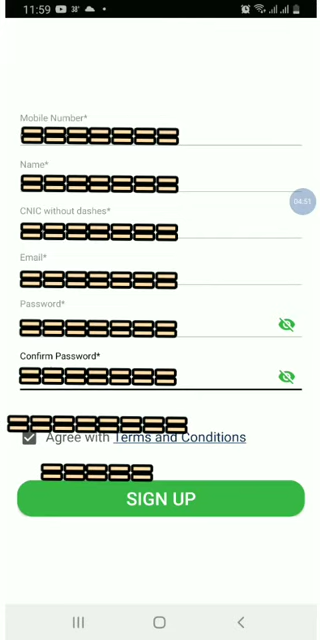 11:59 38°
Mobile Number*
Name*
CNIC without dashes*
04:51
Email*
Password*
Confirm Password*
Agree with Terms and Conditions
SIGN UP